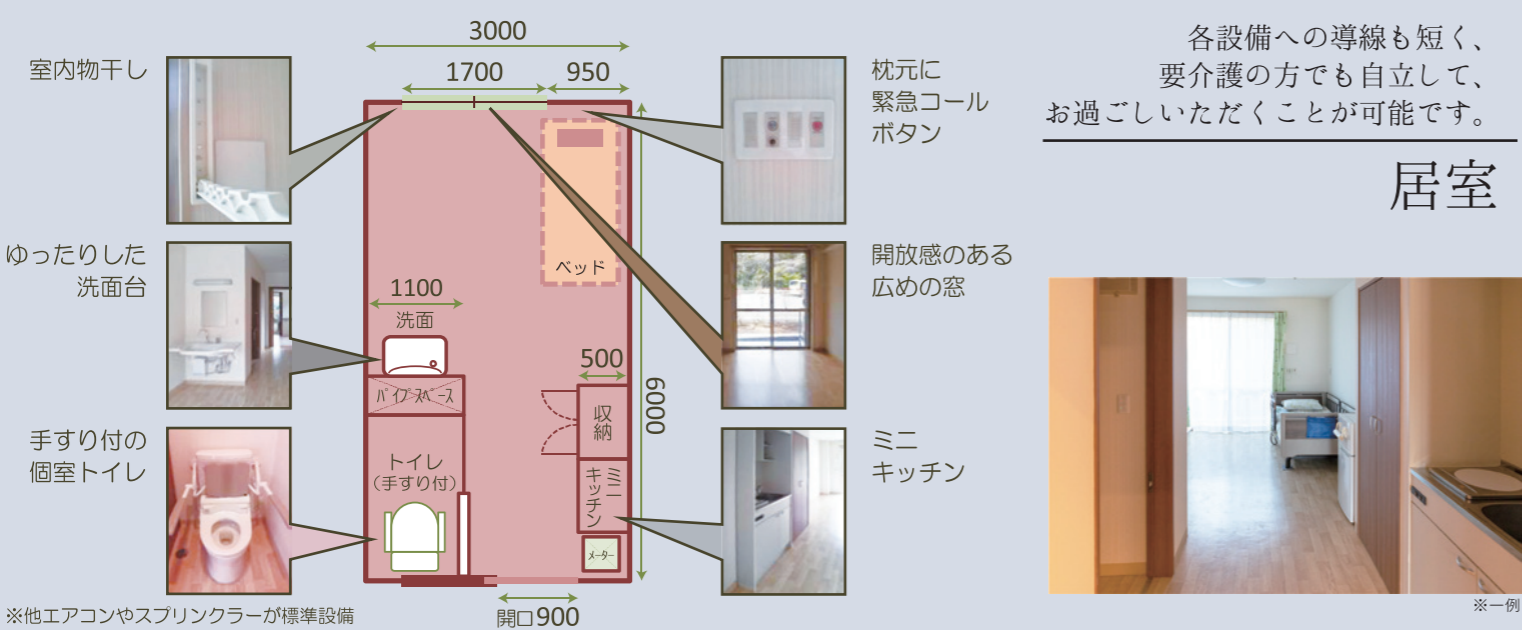 各設備への導線も短く、
要介護の方でも自立して、
お過ごしいただくことが可能です。
居室
※一例
室内物干し
ゆったりした
洗面台
手すり付の
個室トイレ
3000
1700
950
ベッド
1100
洗面
パイプスペース
トイレ
(手すり付)
500
収納
ミニ
キッチン
メーター
6000
開口900
枕元に
緊急コール
ボタン
開放感のある
広めの窓
ミニ
キッチン
※他エアコンやスプリンクラーが標準設備